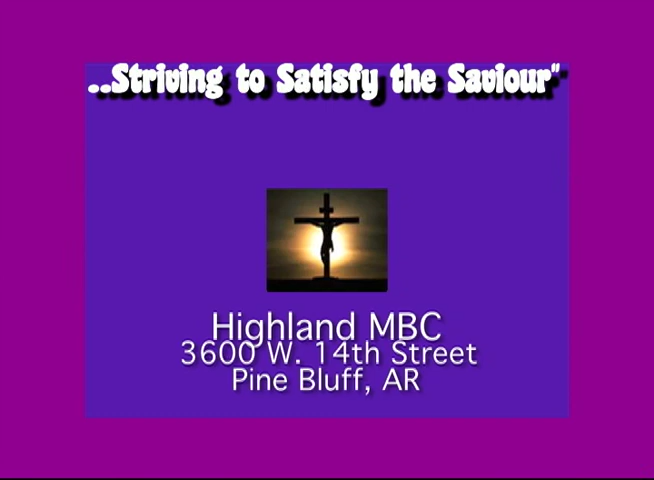 ..Striving to Satisfy the Saviour"
Highland MBC
3600 W. 14th Street
Pine Bluff, AR